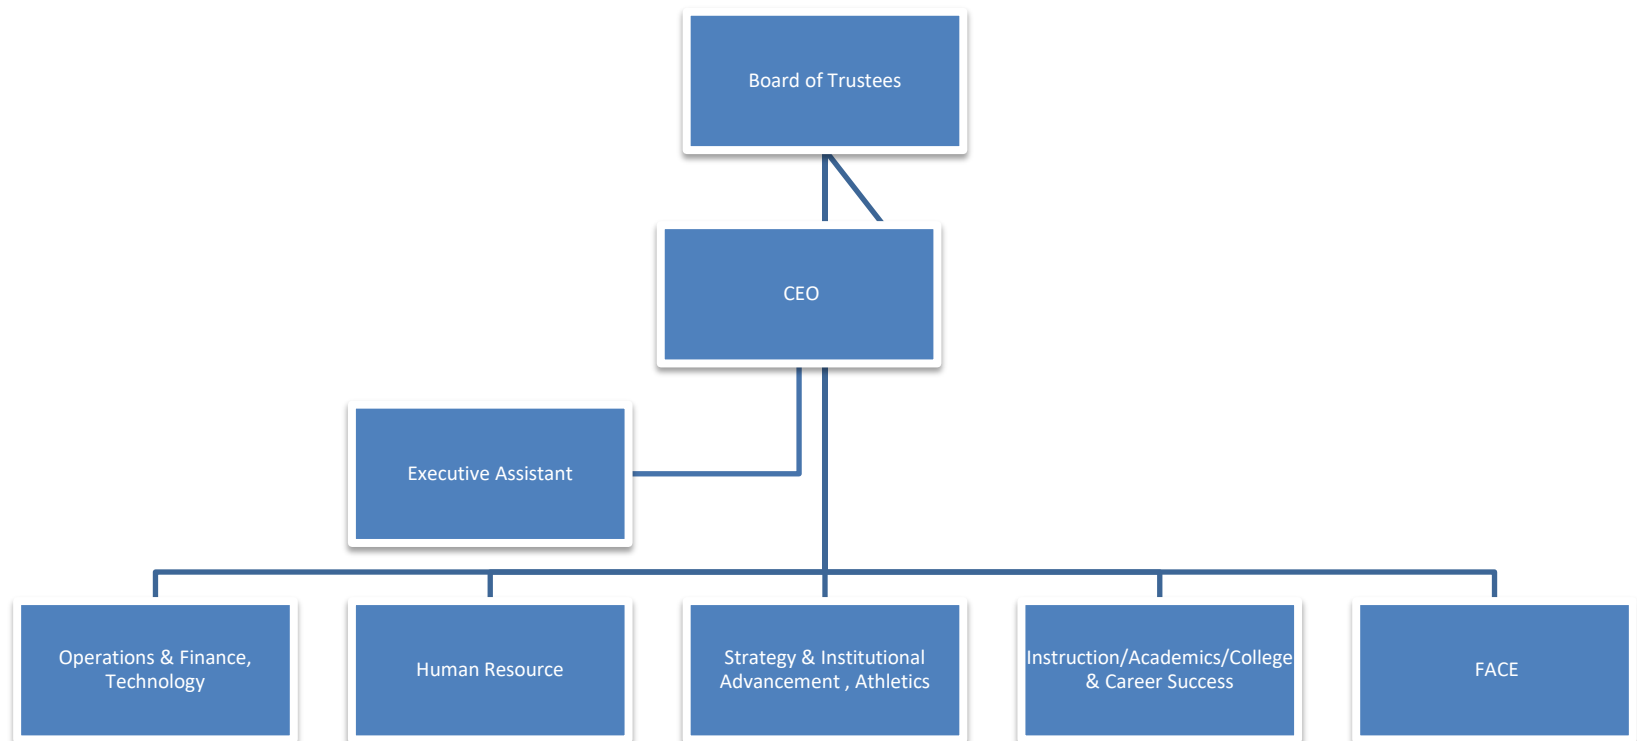 Board of Trustees
CEO
Executive Assistant
Operations & Finance,
Technology
Human Resource
Strategy & Institutional
Advancement , Athletics
Instruction/Academics/College
& Career Success
FACE